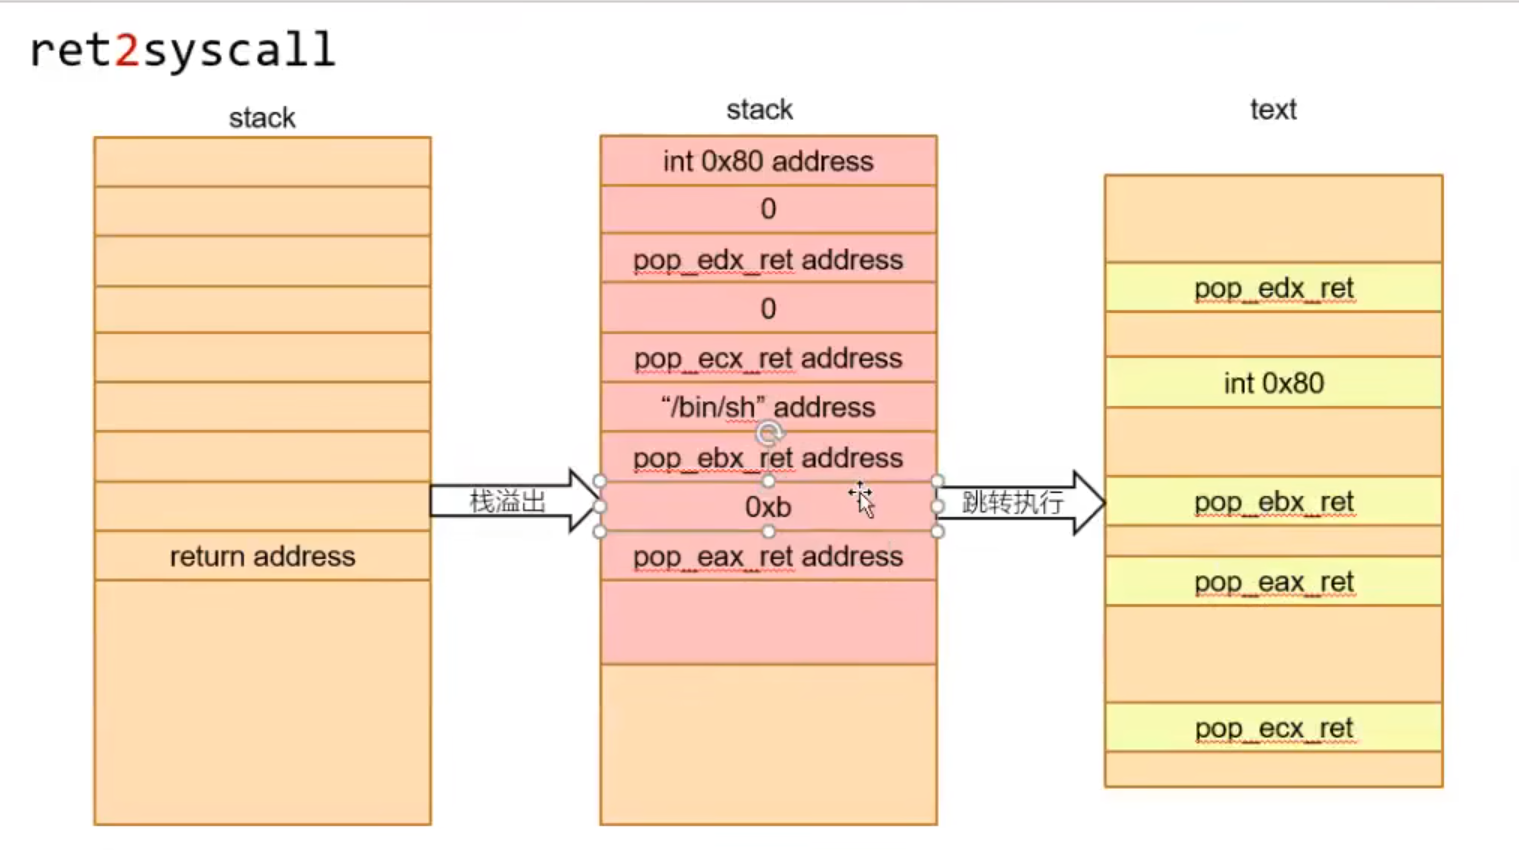 ret2syscall
stack
return address
栈溢出
stack
int 0x80 address
0
pop_edx_ret address
0
pop_ecx_ret address
“/bin/sh” address
pop_ebx_ret address
0xb
pop_eax_ret address
跳转执行
text
pop_edx_ret
int 0x80
pop_ebx_ret
pop_eax_ret
pop_ecx_ret